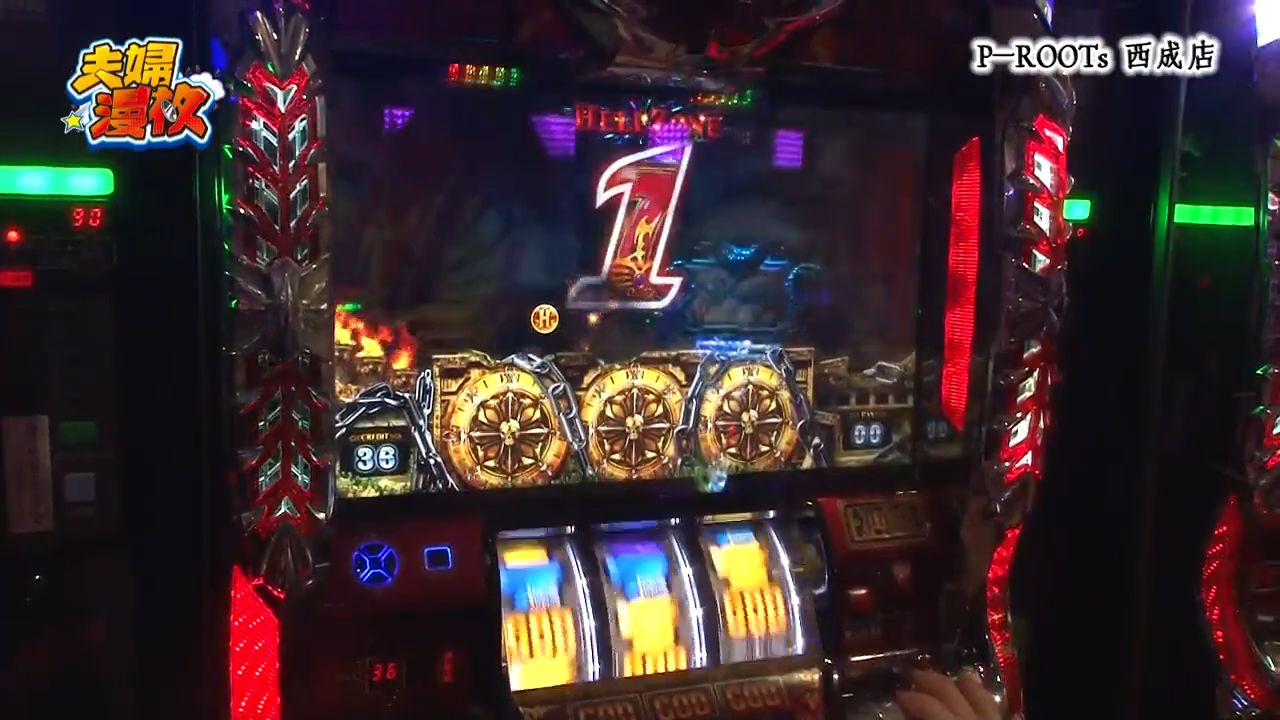 夫婦
漫枚
P-ROOTs 西成店
HELL ZONE
1
H
90
CREDIT
36
PAY
00
36
GOD GOD GOD